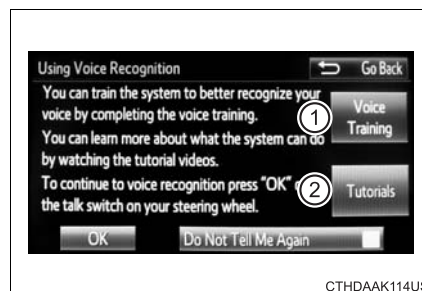 Using Voice Recognition
Go Back
You can train the system to better recognize your
voice by completing the voice training.
You can learn more about what the system can do
by watching the tutorial videos.
To continue to voice recognition press "OK"
the talk switch on your steering wheel.
1
Voice
Training
2
Tutorials
OK
Do Not Tell Me Again
CTHDAAK114US